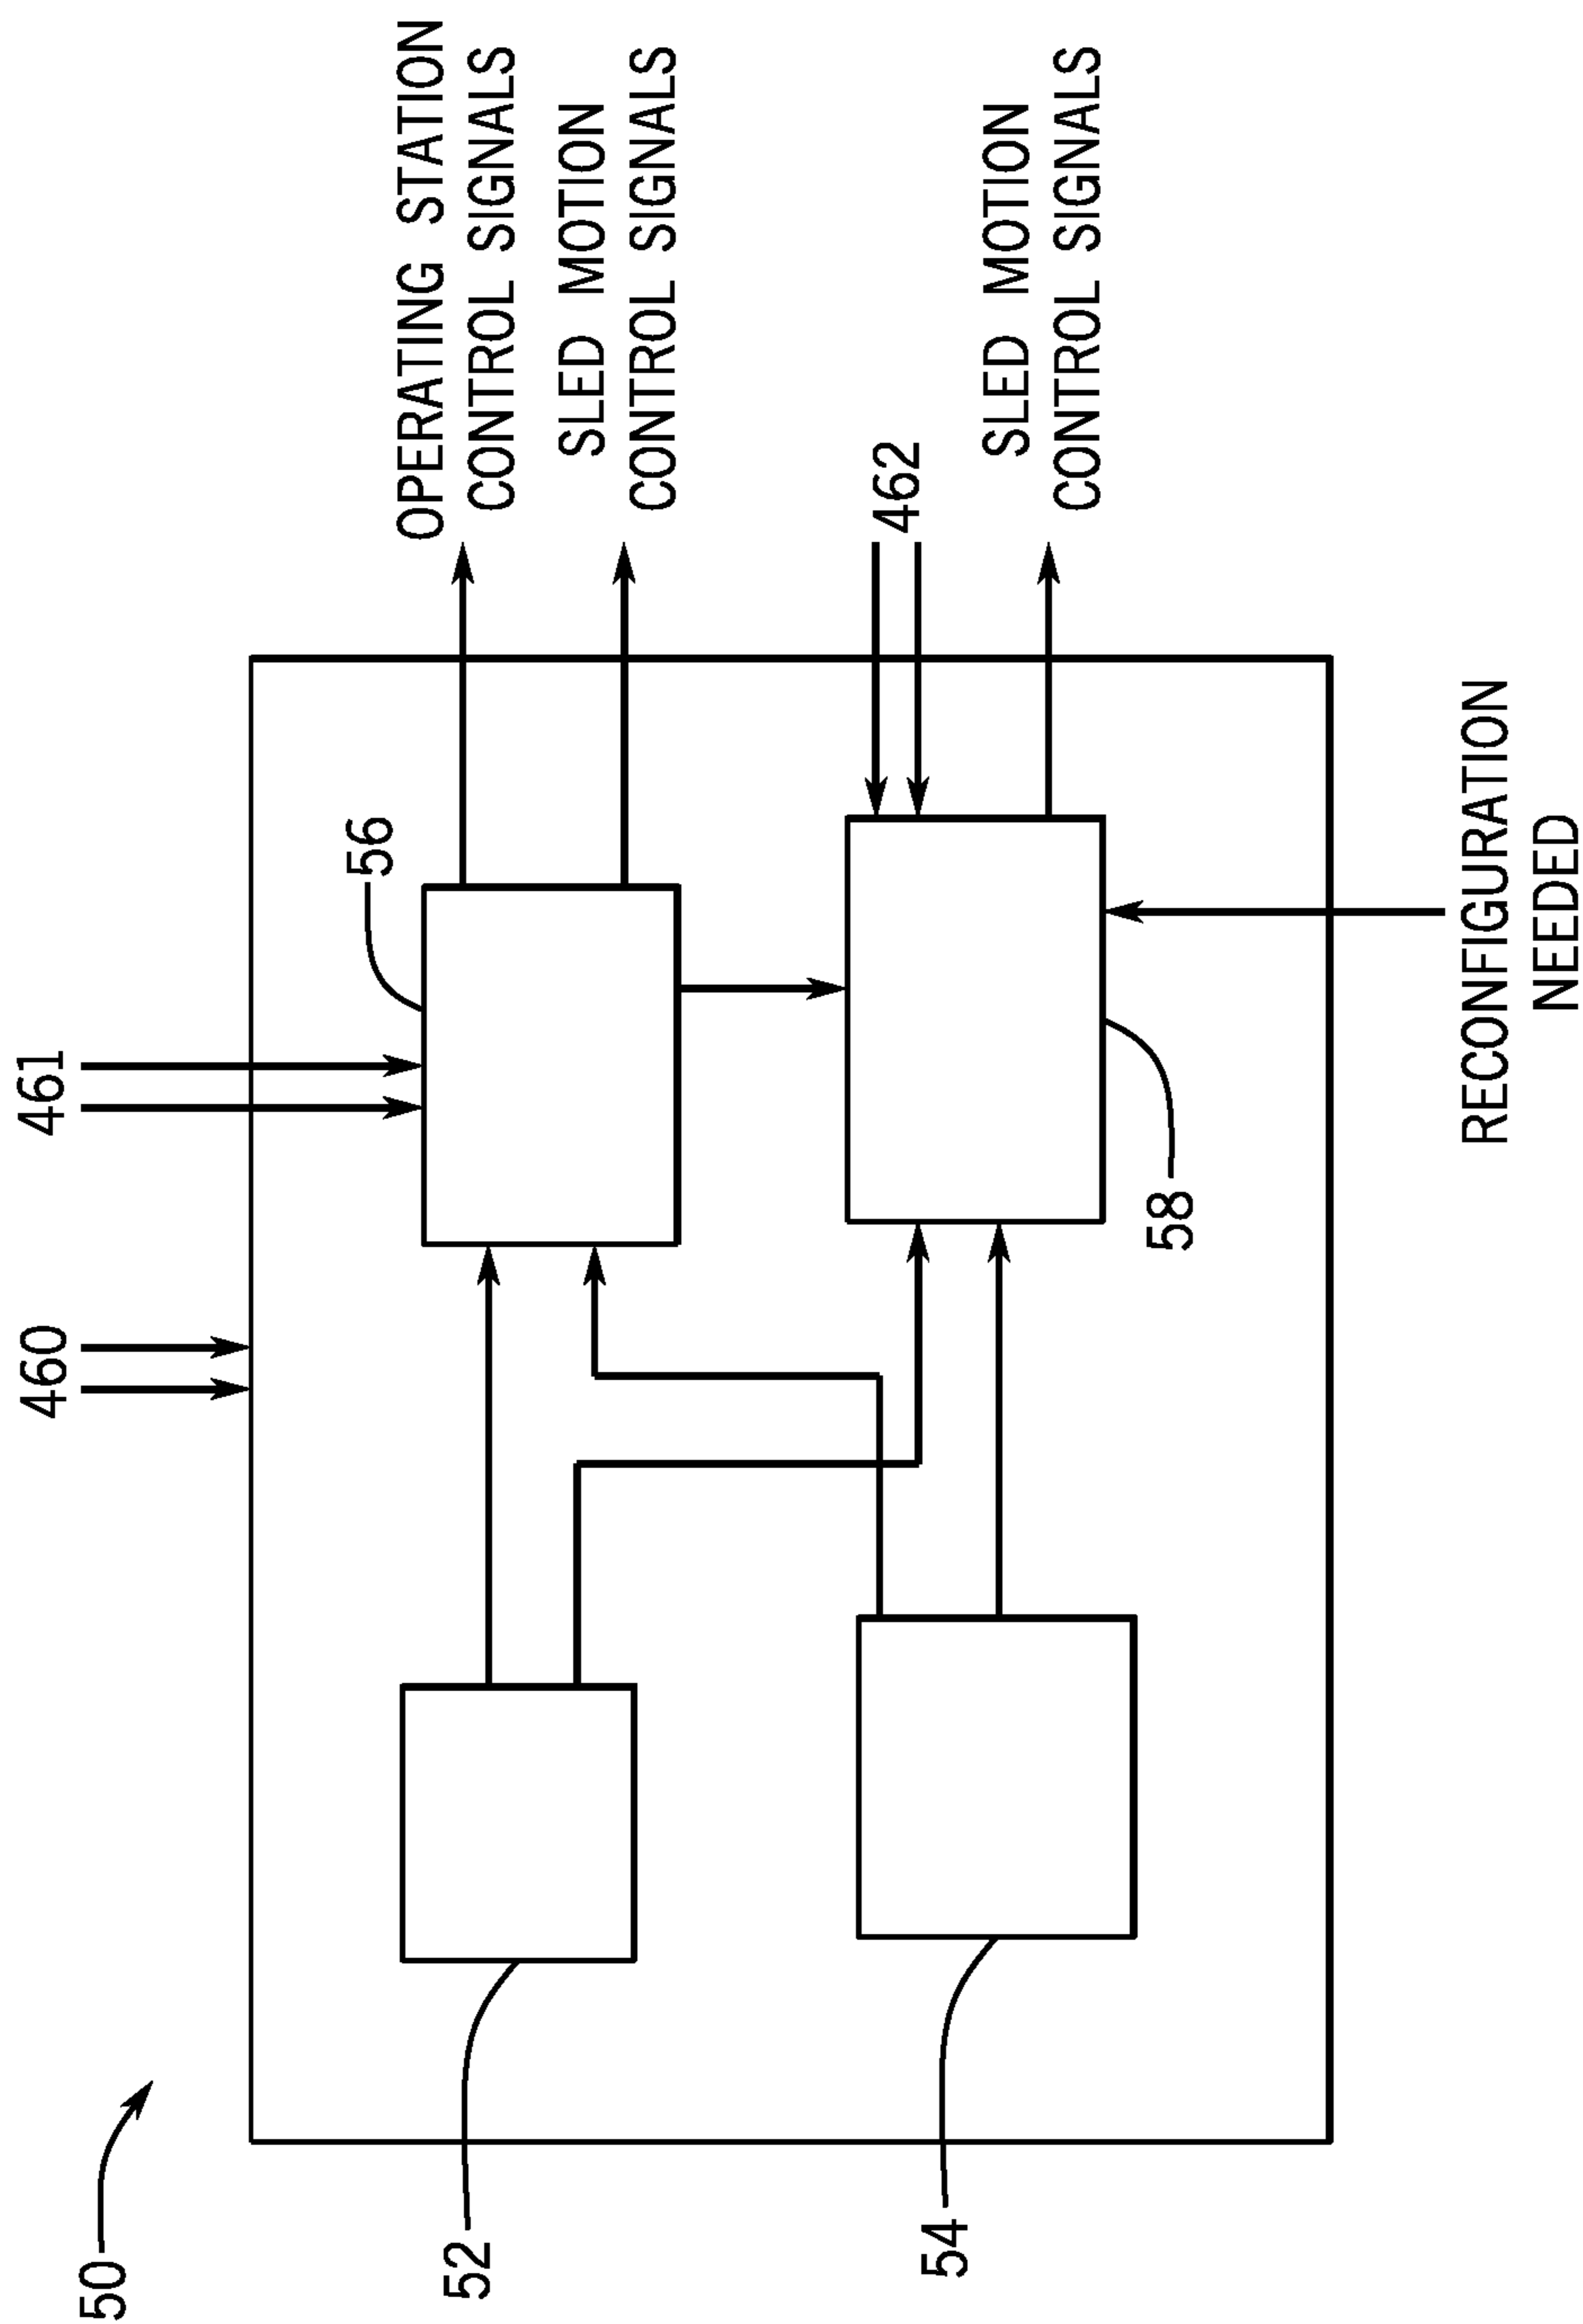 460
461
50
56
OPERATING STATION
CONTROL SIGNALS
52
SLED MOTION
CONTROL SIGNALS
462
54
58
SLED MOTION
CONTROL SIGNALS
RECONFIGURATION
NEEDED